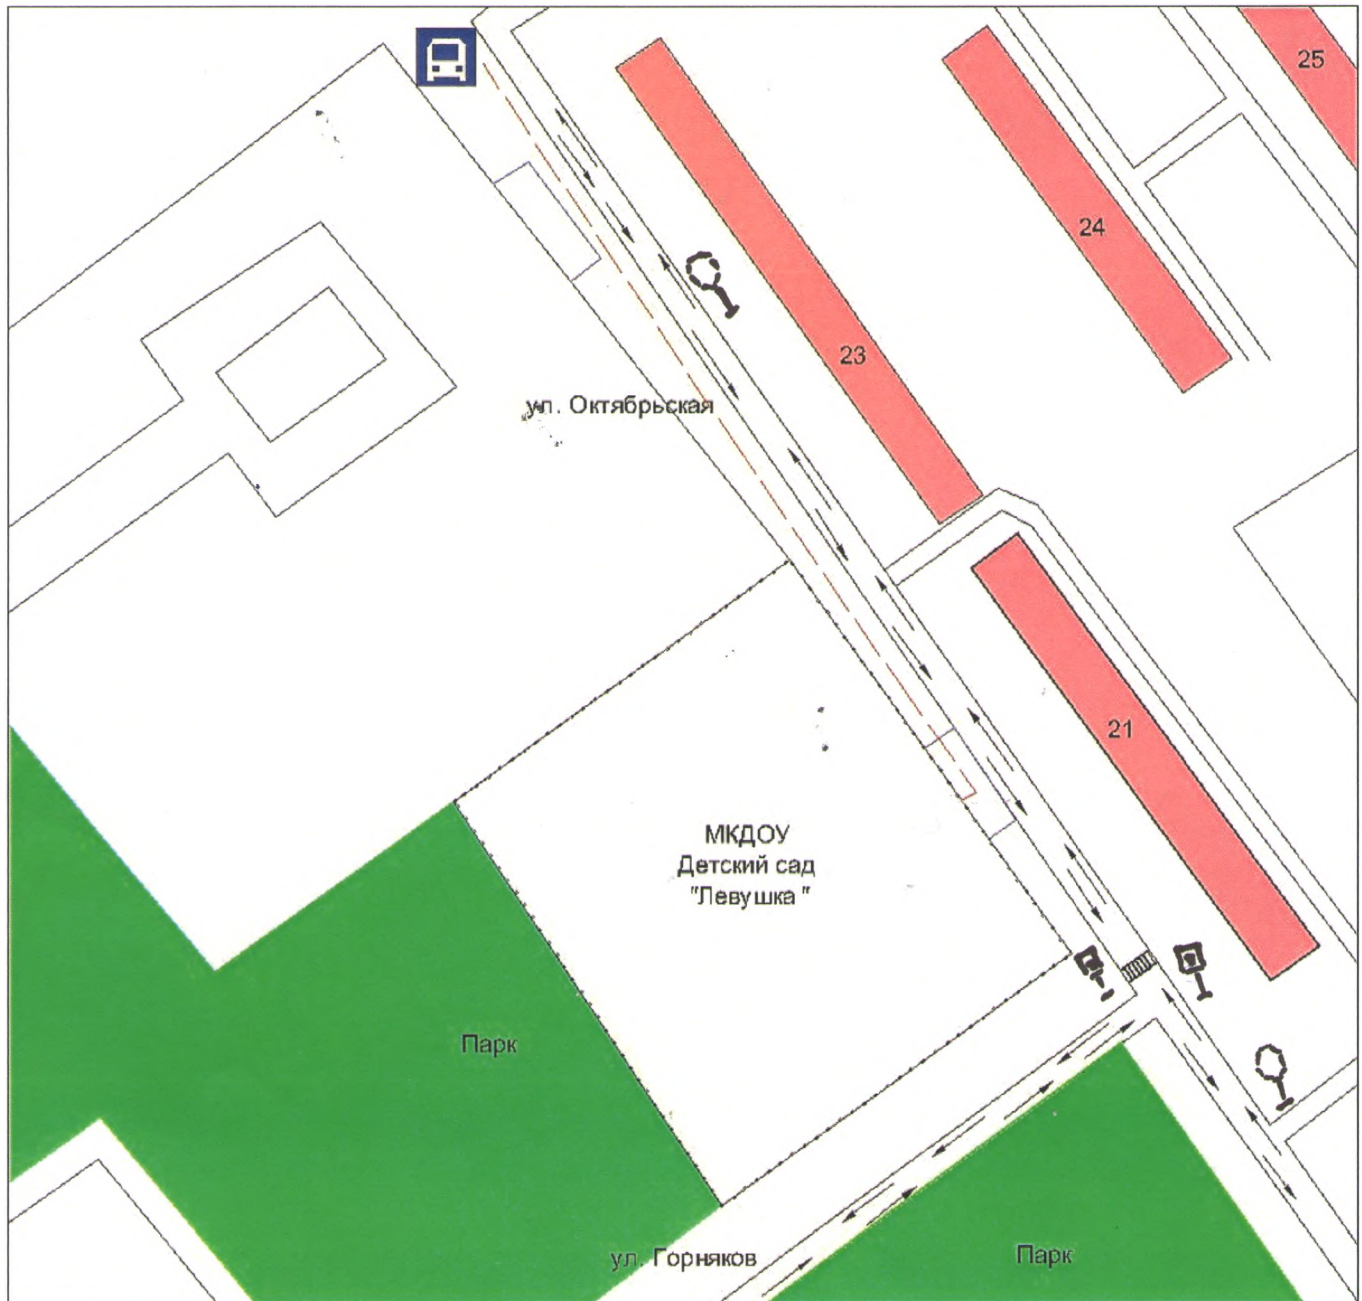 25
24
23
ул. Октябрьская
21
МКДОУ
Детский сад
"Левушка "
Парк
ул. Горняков
Парк